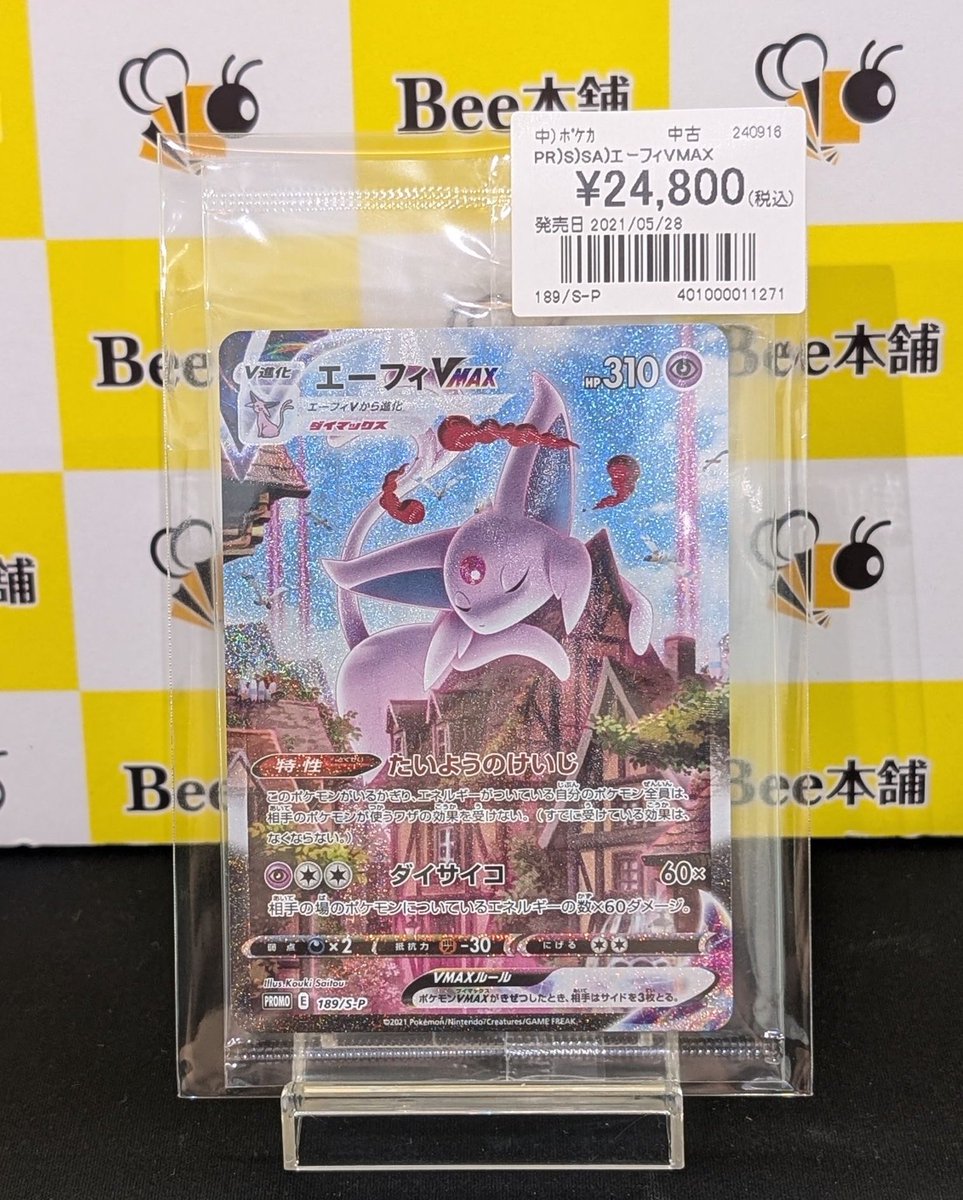 Bee本舗
中)ﾎﾟｹｶ 中古 240916
PR)S)SA)エーフィVMAX
¥24,800(税込)
発売日 2021/05/28
189/S-P 401000011271
Bee
Bee本舗
V進化 エーフィVMAX HP310
エーフィVから進化
ダイマックス
舗
特性 とくせい たいようのけいじ
このポケモンがいるかぎり、エネルギーがついている自分のポケモン全員は、
相手のポケモンが使うワザの効果を受けない。(すでに受けている効果は、
なくならない。)
ダイサイコ 60×
相手の場のポケモンについているエネルギーの数×60ダメージ。
Bee
Bee本舗
弱点 ×2 抵抗力 -30 にげる
Illus. Kouki Saitou
VMAXルール
PROMO E 189/S-P
ポケモンVMAXがきぜつしたとき、相手はサイドを3枚とる。
©2021 Pokémon/Nintendo/Creatures/GAME FREAK.